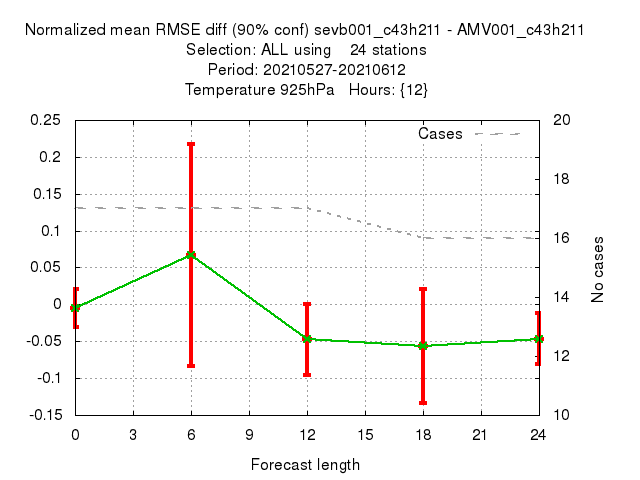 Normalized mean RMSE diff (90% conf) sevb001_c43h211 - AMV001_c43h211
Selection: ALL using    24 stations
Period: 20210527-20210612
Temperature 925hPa   Hours: {12}
Cases
0.25
0.2
0.15
0.1
0.05
0
-0.05
-0.1
-0.15
20
18
16
14
12
10
No cases
0 3 6 9 12 15 18 21 24
Forecast length